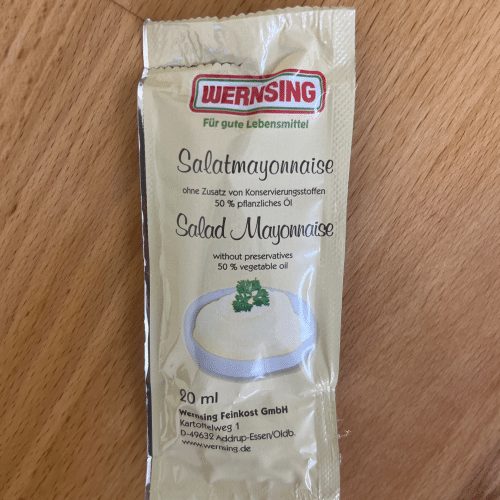 WERNSING
Für gute Lebensmittel
Salatmayonnaise
ohne Zusatz von Konservierungsstoffen
50 % pflanzliches Öl
Salad Mayonnaise
without preservatives
50 % vegetable oil
20 ml
Wernsing Feinkost GmbH
Kartoffelweg 1
D-49632 Addrup-Essen/Oldb.
www.wernsing.de